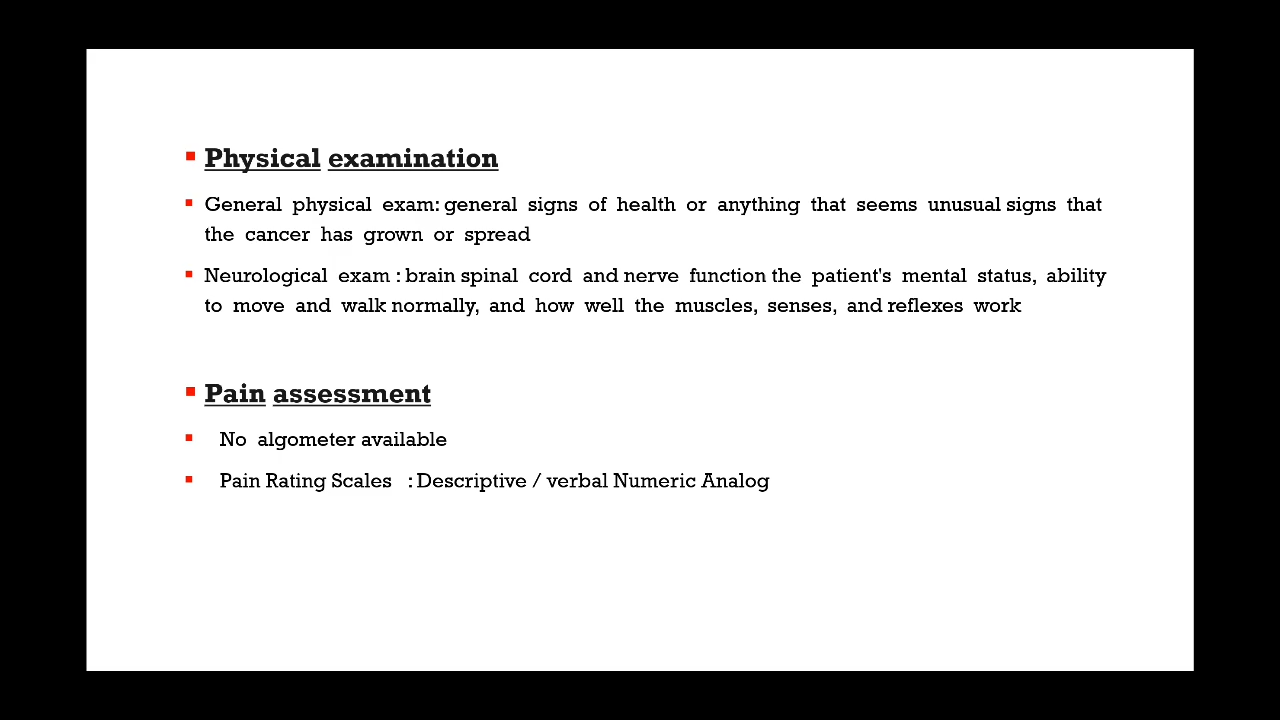 Physical examination
General physical exam: general signs of health or anything that seems unusual signs that
the cancer has grown or spread
Neurological exam : brain spinal cord and nerve function the patient's mental status, ability
to move and walk normally, and how well the muscles, senses, and reflexes work
Pain assessment
No algometer available
Pain Rating Scales : Descriptive / verbal Numeric Analog